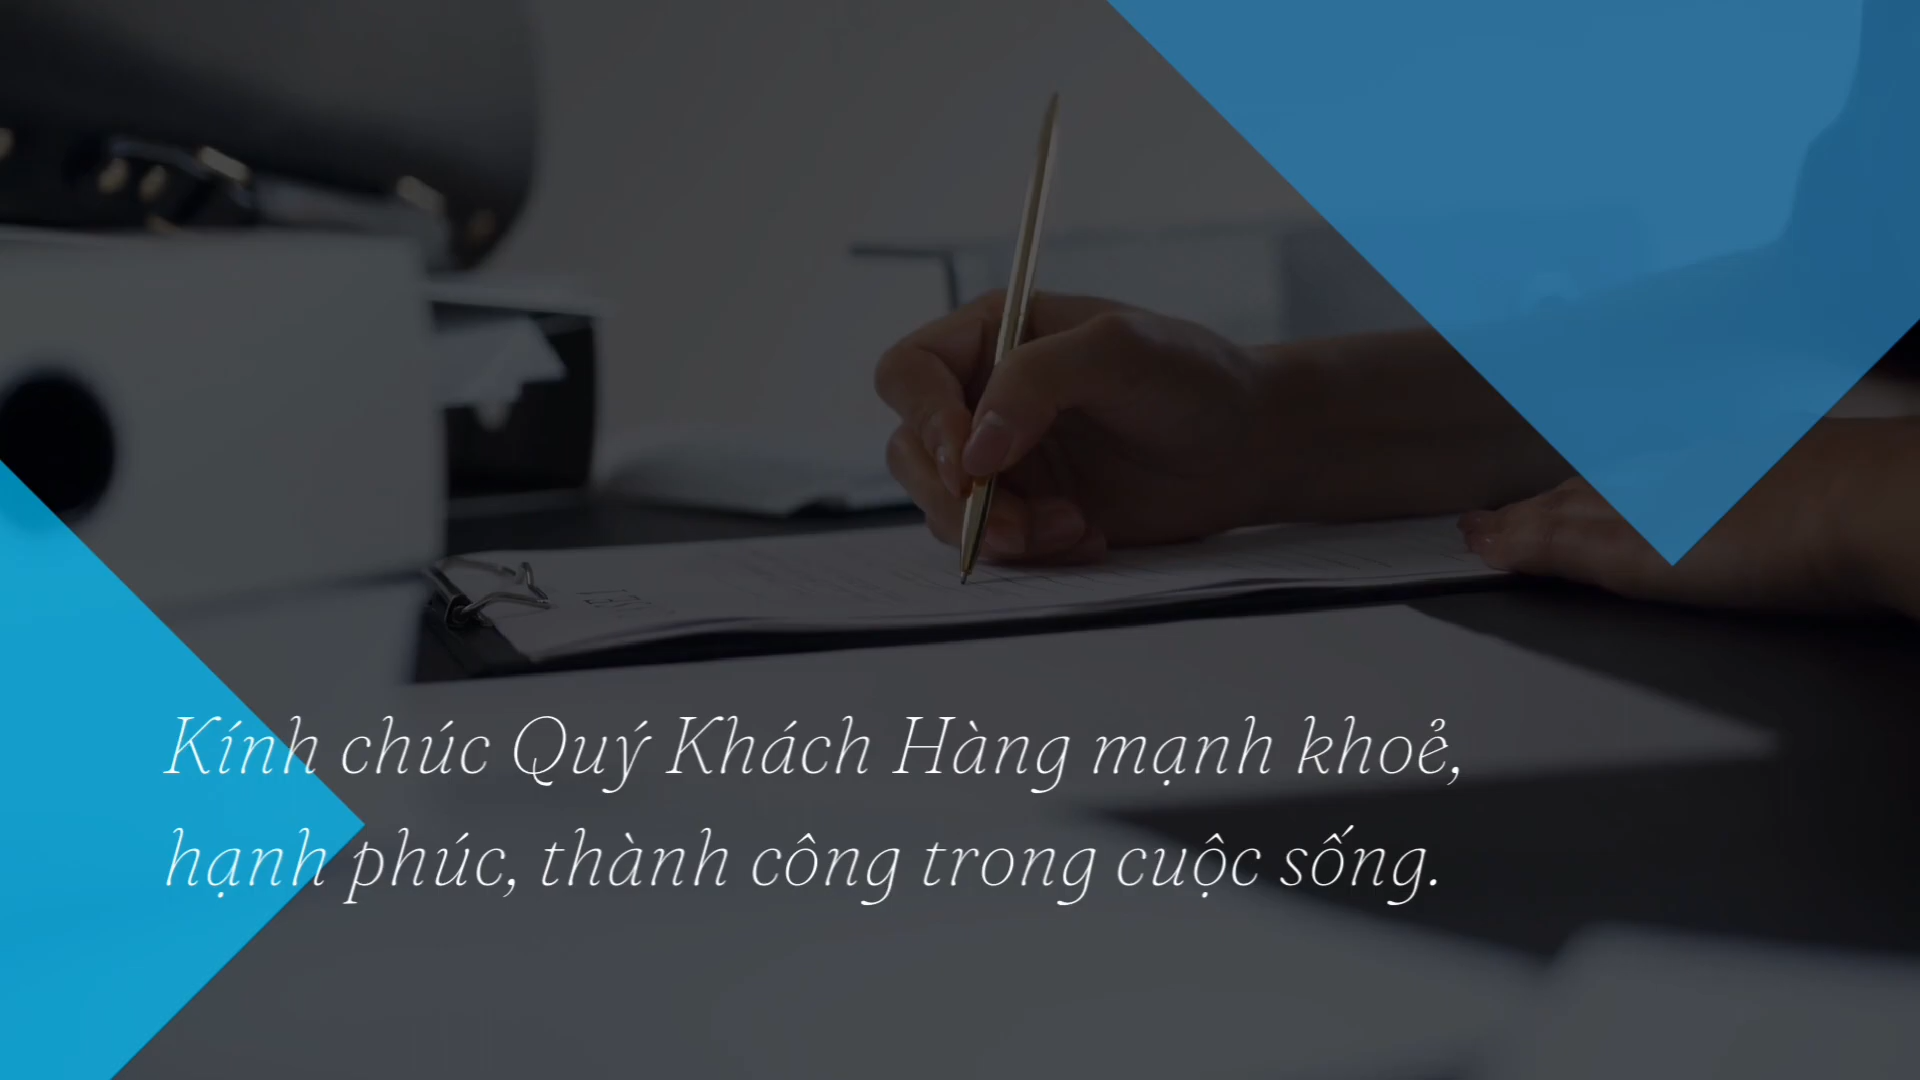 Kính chúc Quý Khách Hàng mạnh khoẻ,
hạnh phúc, thành công trong cuộc sống.